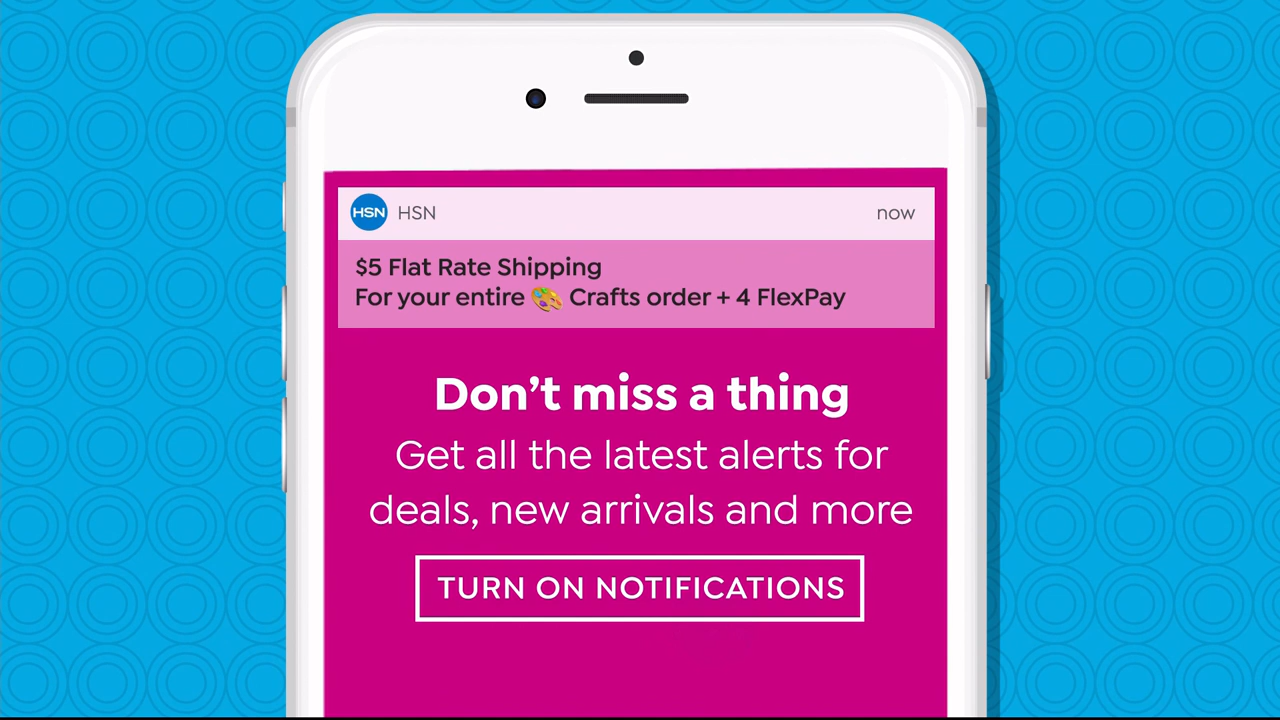 HSN HSN now
$5 Flat Rate Shipping
For your entire 🎨 Crafts order + 4 FlexPay
Don’t miss a thing
Get all the latest alerts for
deals, new arrivals and more
TURN ON NOTIFICATIONS